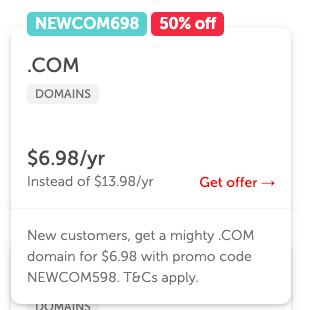 NEWCOM698 50% off
.COM
DOMAINS
$6.98/yr
Instead of $13.98/yr Get offer →
New customers, get a mighty .COM
domain for $6.98 with promo code
NEWCOM598. T&Cs apply.
DOMAINS